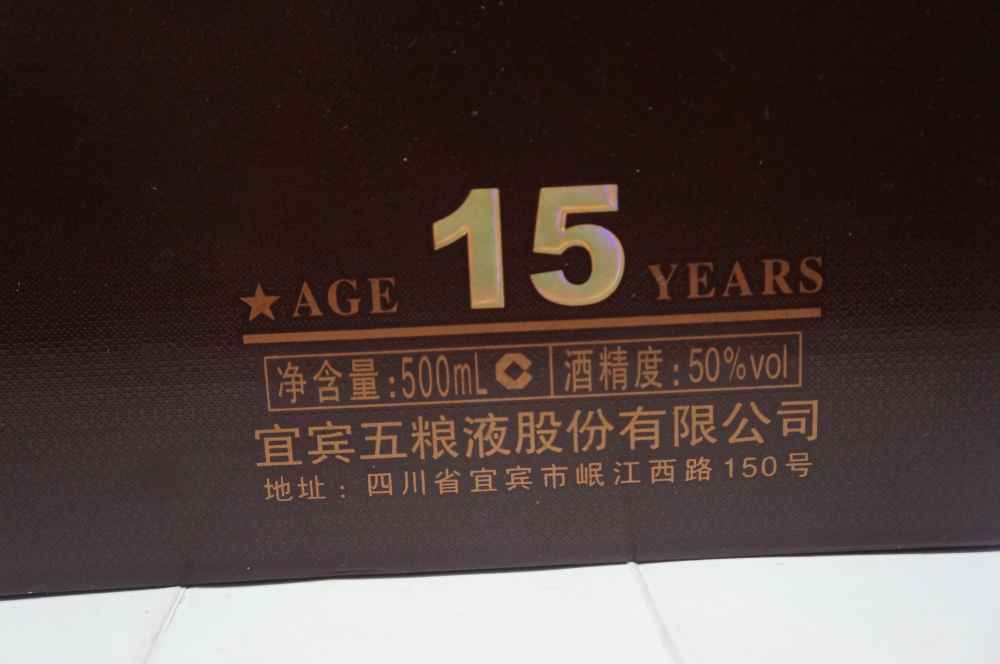 ★AGE 15 YEARS
净含量:500mL 酒精度:50%vol
宜宾五粮液股份有限公司
地址：四川省宜宾市岷江西路150号